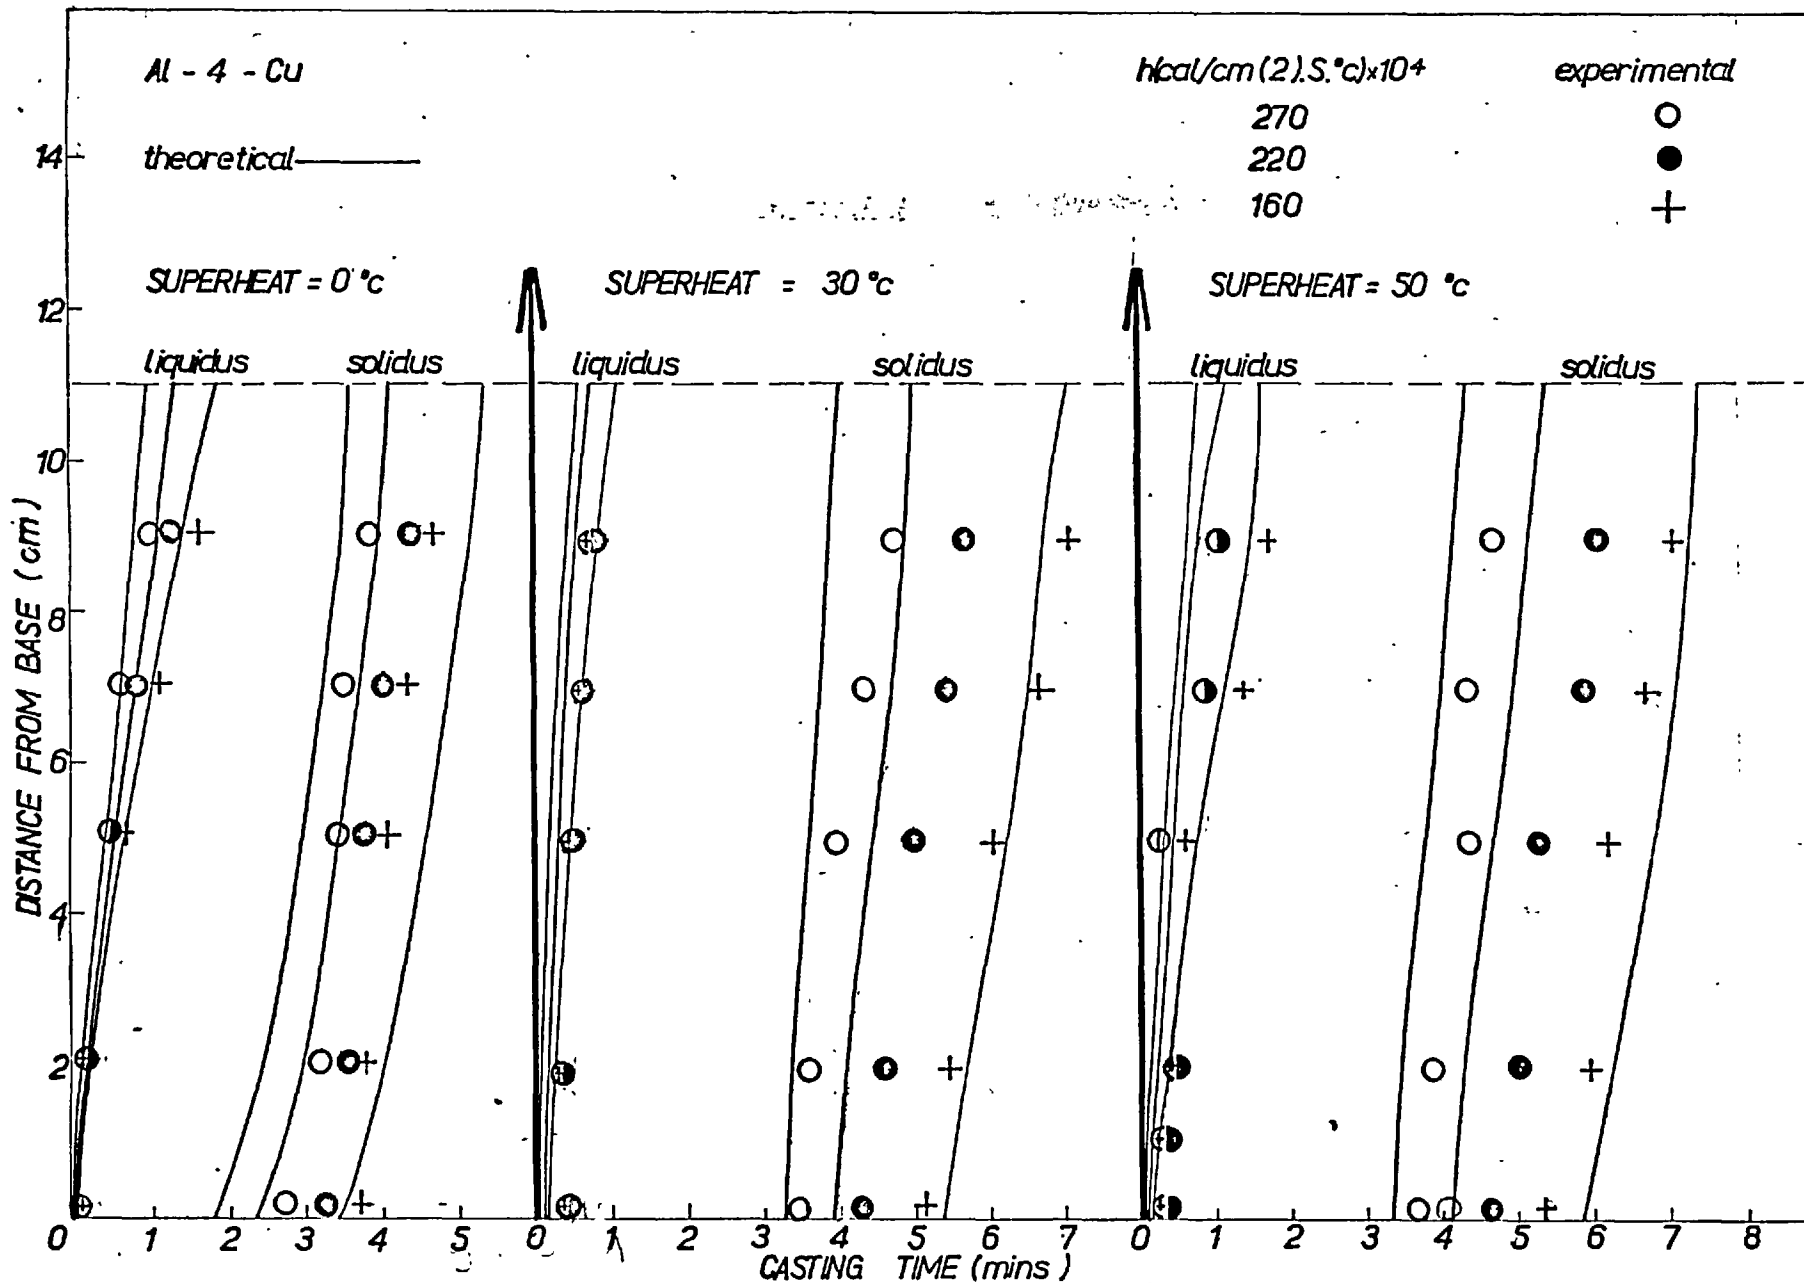 Al - 4 - Cu
h(cal/cm(2).S.°c)x10⁴ experimental
270
theoretical
220
160
SUPERHEAT = 0 °c
SUPERHEAT = 30 °c
SUPERHEAT = 50 °c
liquidus solidus liquidus solidus liquidus solidus
14
12
10
8
6
4
2
DISTANCE FROM BASE (cm)
0 1 2 3 4 5 0 1 2 3 4 5 6 7 0 1 2 3 4 5 6 7 8
CASTING TIME (mins)